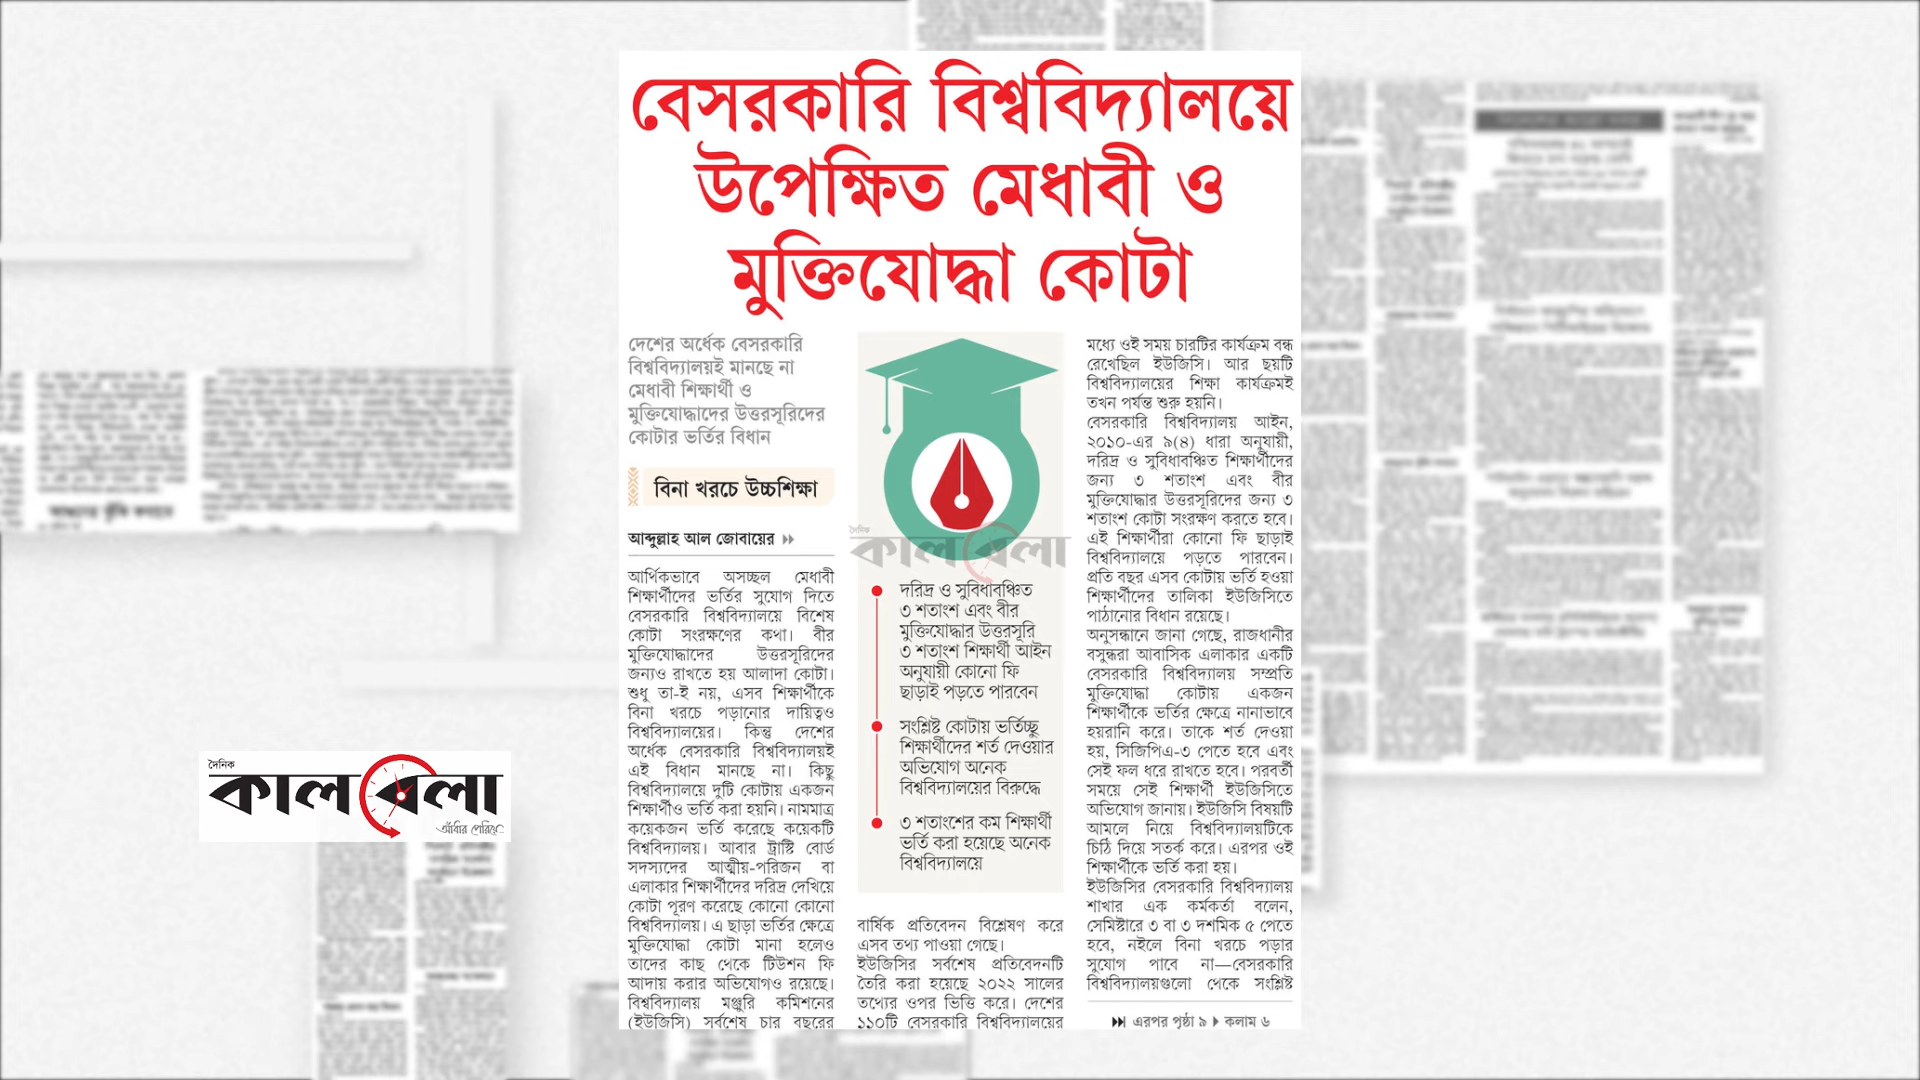 বেসরকারি বিশ্ববিদ্যালয়ে
উপেক্ষিত মেধাবী ও
মুক্তিযোদ্ধা কোটা
দেশের অর্ধেক বেসরকারি
বিশ্ববিদ্যালয়ই মানছে না
মেধাবী শিক্ষার্থী ও
মুক্তিযোদ্ধাদের উত্তরসূরিদের
কোটার ভর্তির বিধান
বিনা খরচে উচ্চশিক্ষা
আব্দুল্লাহ আল জোবায়ের
আর্থিকভাবে অসচ্ছল মেধাবী
শিক্ষার্থীদের ভর্তির সুযোগ দিতে
বেসরকারি বিশ্ববিদ্যালয়ে বিশেষ
কোটা সংরক্ষণের কথা। বীর
মুক্তিযোদ্ধাদের উত্তরসূরিদের
জন্যও রাখতে হয় আলাদা কোটা।
শুধু তা-ই নয়, এসব শিক্ষার্থীকে
বিনা খরচে পড়ানোর দায়িত্বও
বিশ্ববিদ্যালয়ের। কিন্তু দেশের
অর্ধেক বেসরকারি বিশ্ববিদ্যালয়ই
এই বিধান মানছে না। কিছু
বিশ্ববিদ্যালয়ে দুটি কোটায় একজন
শিক্ষার্থীও ভর্তি করা হয়নি। নামমাত্র
কয়েকজন ভর্তি করেছে কয়েকটি
বিশ্ববিদ্যালয়। আবার ট্রাস্টি বোর্ড
সদস্যদের আত্মীয়-পরিজন বা
এলাকার শিক্ষার্থীদের দরিদ্র দেখিয়ে
কোটা পূরণ করেছে কোনো কোনো
বিশ্ববিদ্যালয়। এ ছাড়া ভর্তির ক্ষেত্রে
মুক্তিযোদ্ধা কোটা মানা হলেও
তাদের কাছ থেকে টিউশন ফি
আদায় করার অভিযোগও রয়েছে।
বিশ্ববিদ্যালয় মঞ্জুরি কমিশনের
(ইউজিসি) সর্বশেষ চার বছরের
দৈনিক
কালবেলা
দরিদ্র ও সুবিধাবঞ্চিত
৩ শতাংশ এবং বীর
মুক্তিযোদ্ধার উত্তরসূরি
৩ শতাংশ শিক্ষার্থী আইন
অনুযায়ী কোনো ফি
ছাড়াই পড়তে পারবেন
সংশ্লিষ্ট কোটায় ভর্তিচ্ছু
শিক্ষার্থীদের শর্ত দেওয়ার
অভিযোগ অনেক
বিশ্ববিদ্যালয়ের বিরুদ্ধে
৩ শতাংশের কম শিক্ষার্থী
ভর্তি করা হয়েছে অনেক
বিশ্ববিদ্যালয়ে
বার্ষিক প্রতিবেদন বিশ্লেষণ করে
এসব তথ্য পাওয়া গেছে।
ইউজিসির সর্বশেষ প্রতিবেদনটি
তৈরি করা হয়েছে ২০২২ সালের
তথ্যের ওপর ভিত্তি করে। দেশের
১১০টি বেসরকারি বিশ্ববিদ্যালয়ের
মধ্যে ওই সময় চারটির কার্যক্রম বন্ধ
রেখেছিল ইউজিসি। আর ছয়টি
বিশ্ববিদ্যালয়ের শিক্ষা কার্যক্রমই
তখন পর্যন্ত শুরু হয়নি।
বেসরকারি বিশ্ববিদ্যালয় আইন,
২০১০-এর ৯(৪) ধারা অনুযায়ী,
দরিদ্র ও সুবিধাবঞ্চিত শিক্ষার্থীদের
জন্য ৩ শতাংশ এবং বীর
মুক্তিযোদ্ধার উত্তরসূরিদের জন্য ৩
শতাংশ কোটা সংরক্ষণ করতে হবে।
এই শিক্ষার্থীরা কোনো ফি ছাড়াই
বিশ্ববিদ্যালয়ে পড়তে পারবেন।
প্রতি বছর এসব কোটায় ভর্তি হওয়া
শিক্ষার্থীদের তালিকা ইউজিসিতে
পাঠানোর বিধান রয়েছে।
অনুসন্ধানে জানা গেছে, রাজধানীর
বসুন্ধরা আবাসিক এলাকার একটি
বেসরকারি বিশ্ববিদ্যালয় সম্প্রতি
মুক্তিযোদ্ধা কোটায় একজন
শিক্ষার্থীকে ভর্তির ক্ষেত্রে নানাভাবে
হয়রানি করে। তাকে শর্ত দেওয়া
হয়, সিজিপিএ-৩ পেতে হবে এবং
সেই ফল ধরে রাখতে হবে। পরবর্তী
সময়ে সেই শিক্ষার্থী ইউজিসিতে
অভিযোগ জানায়। ইউজিসি বিষয়টি
আমলে নিয়ে বিশ্ববিদ্যালয়টিকে
চিঠি দিয়ে সতর্ক করে। এরপর ওই
শিক্ষার্থীকে ভর্তি করা হয়।
ইউজিসির বেসরকারি বিশ্ববিদ্যালয়
শাখার এক কর্মকর্তা বলেন,
সেমিস্টারে ৩ বা ৩ দশমিক ৫ পেতে
হবে, নইলে বিনা খরচে পড়ার
সুযোগ পাবে না—বেসরকারি
বিশ্ববিদ্যালয়গুলো থেকে সংশ্লিষ্ট
এরপর পৃষ্ঠা ৯ কলাম ৬
দৈনিক
কালবেলা
আঁধার পেরিয়ে